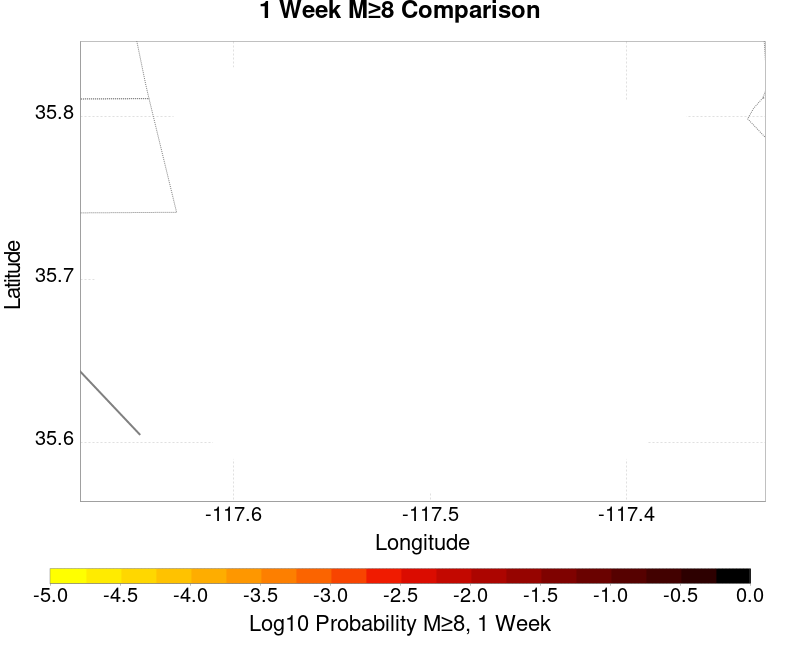 1 Week M≥8 Comparison
35.8
35.7
35.6
Latitude
-117.6 -117.5 -117.4
Longitude
-5.0 -4.5 -4.0 -3.5 -3.0 -2.5 -2.0 -1.5 -1.0 -0.5 0.0
Log10 Probability M≥8, 1 Week